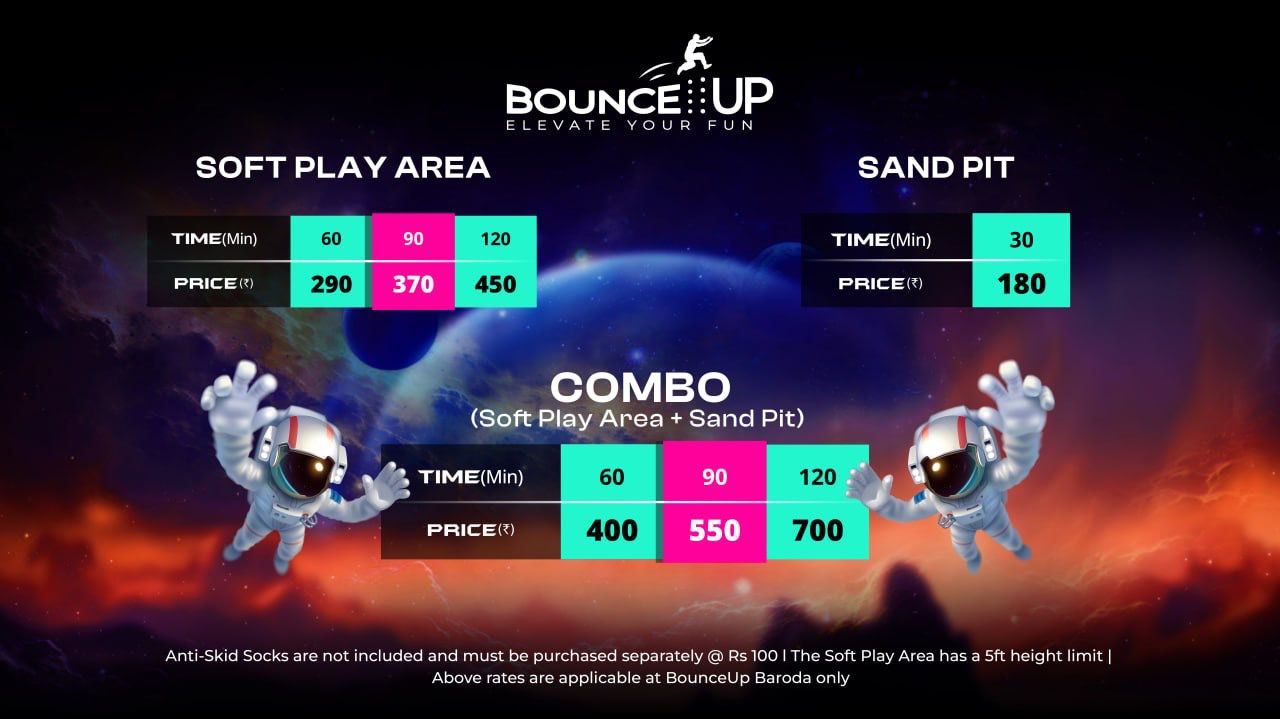 BOUNCE UP
ELEVATE YOUR FUN
SOFT PLAY AREA
TIME(Min) 60 90 120
PRICE(₹) 290 370 450
SAND PIT
TIME(Min) 30
PRICE(₹) 180
COMBO
(Soft Play Area + Sand Pit)
TIME(Min) 60 90 120
PRICE(₹) 400 550 700
Anti-Skid Socks are not included and must be purchased separately @ Rs 100 l The Soft Play Area has a 5ft height limit |
Above rates are applicable at BounceUp Baroda only